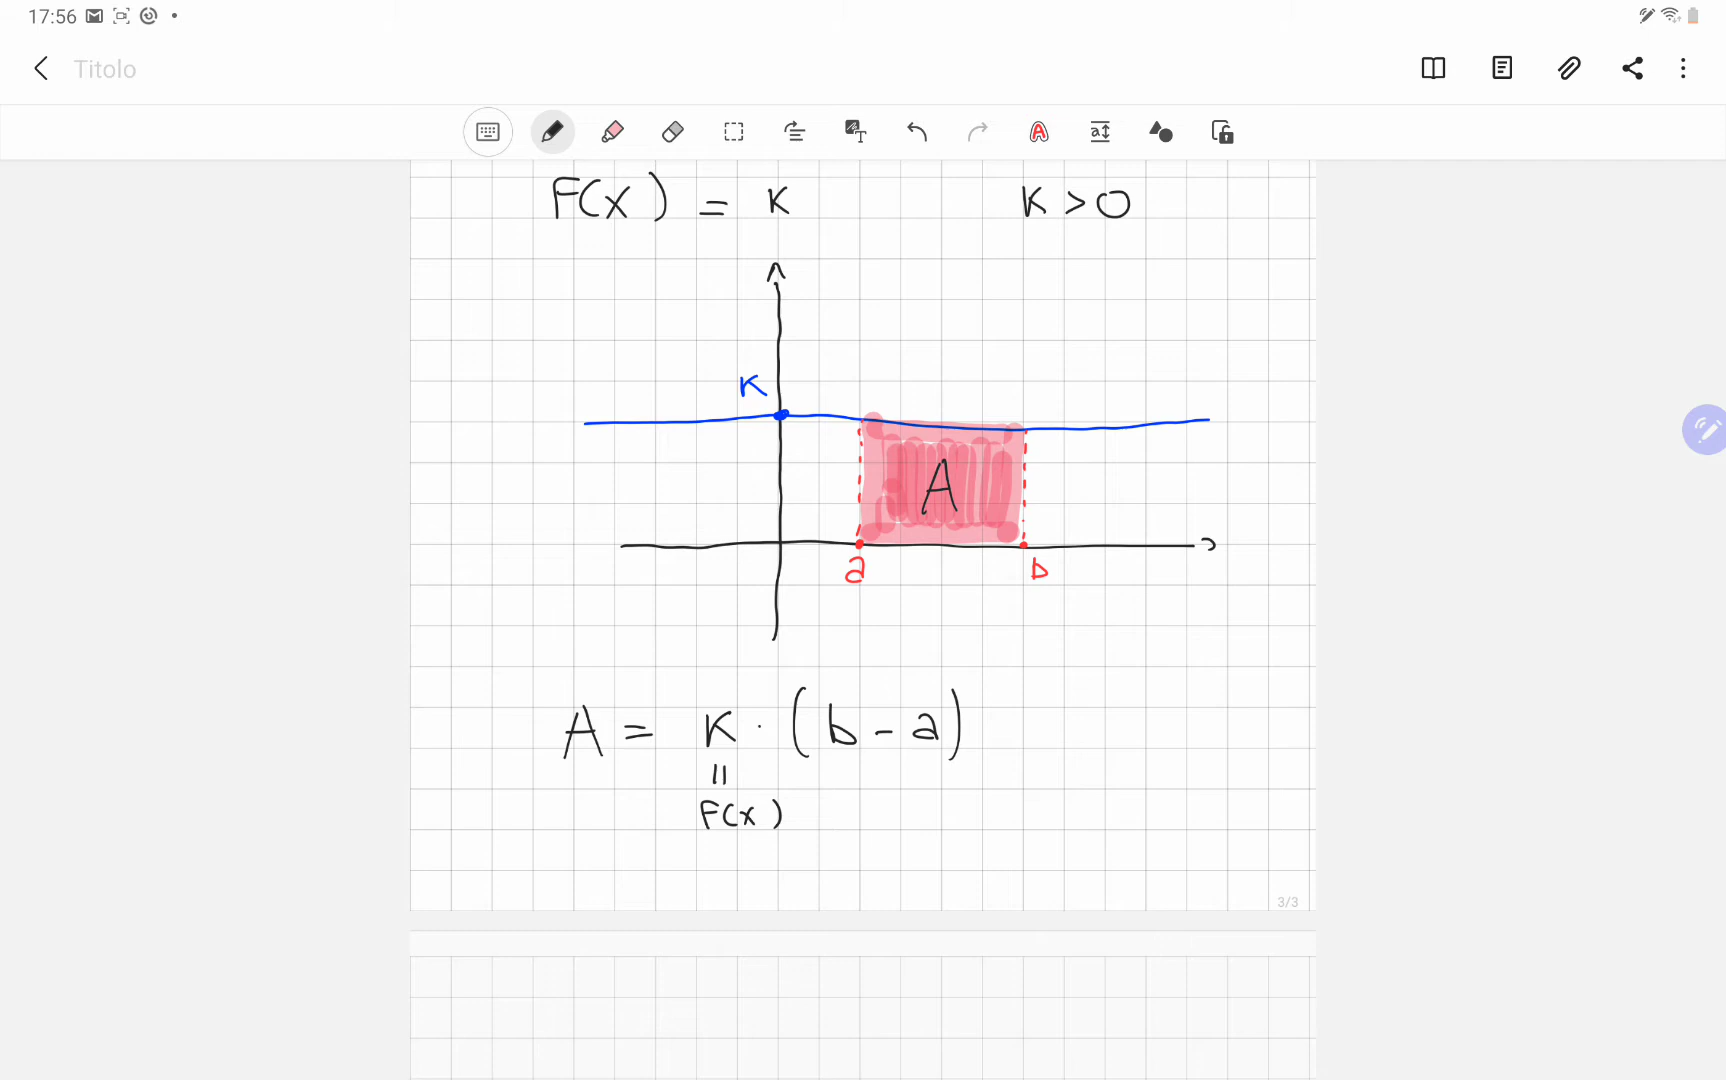 17:56
Titolo
F(x) = K
K > 0
K
A
a
b
A = K · (b - a)
=
F(x)
3/3